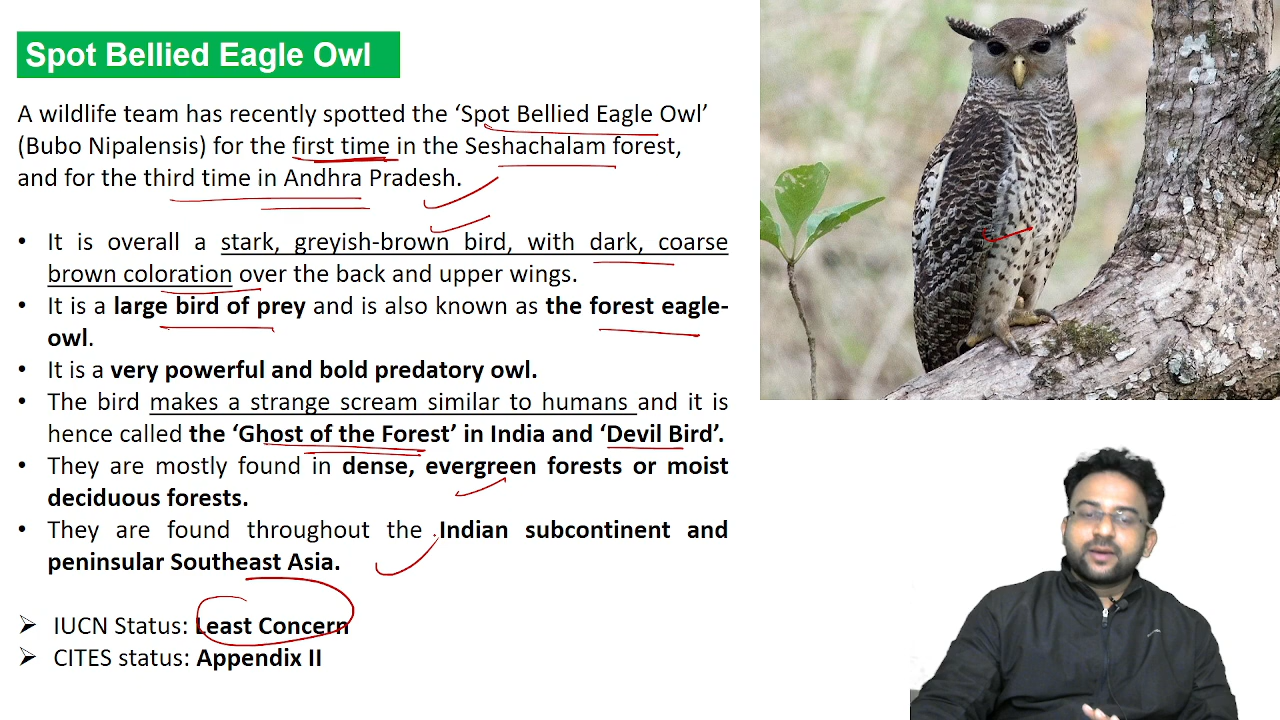 Spot Bellied Eagle Owl
A wildlife team has recently spotted the ‘Spot Bellied Eagle Owl’
(Bubo Nipalensis) for the first time in the Seshachalam forest,
and for the third time in Andhra Pradesh.
• It is overall a stark, greyish-brown bird, with dark, coarse
brown coloration over the back and upper wings.
• It is a large bird of prey and is also known as the forest eagle-
owl.
• It is a very powerful and bold predatory owl.
• The bird makes a strange scream similar to humans and it is
hence called the ‘Ghost of the Forest’ in India and ‘Devil Bird’.
• They are mostly found in dense, evergreen forests or moist
deciduous forests.
• They are found throughout the Indian subcontinent and
peninsular Southeast Asia.
➢ IUCN Status: Least Concern
➢ CITES status: Appendix II